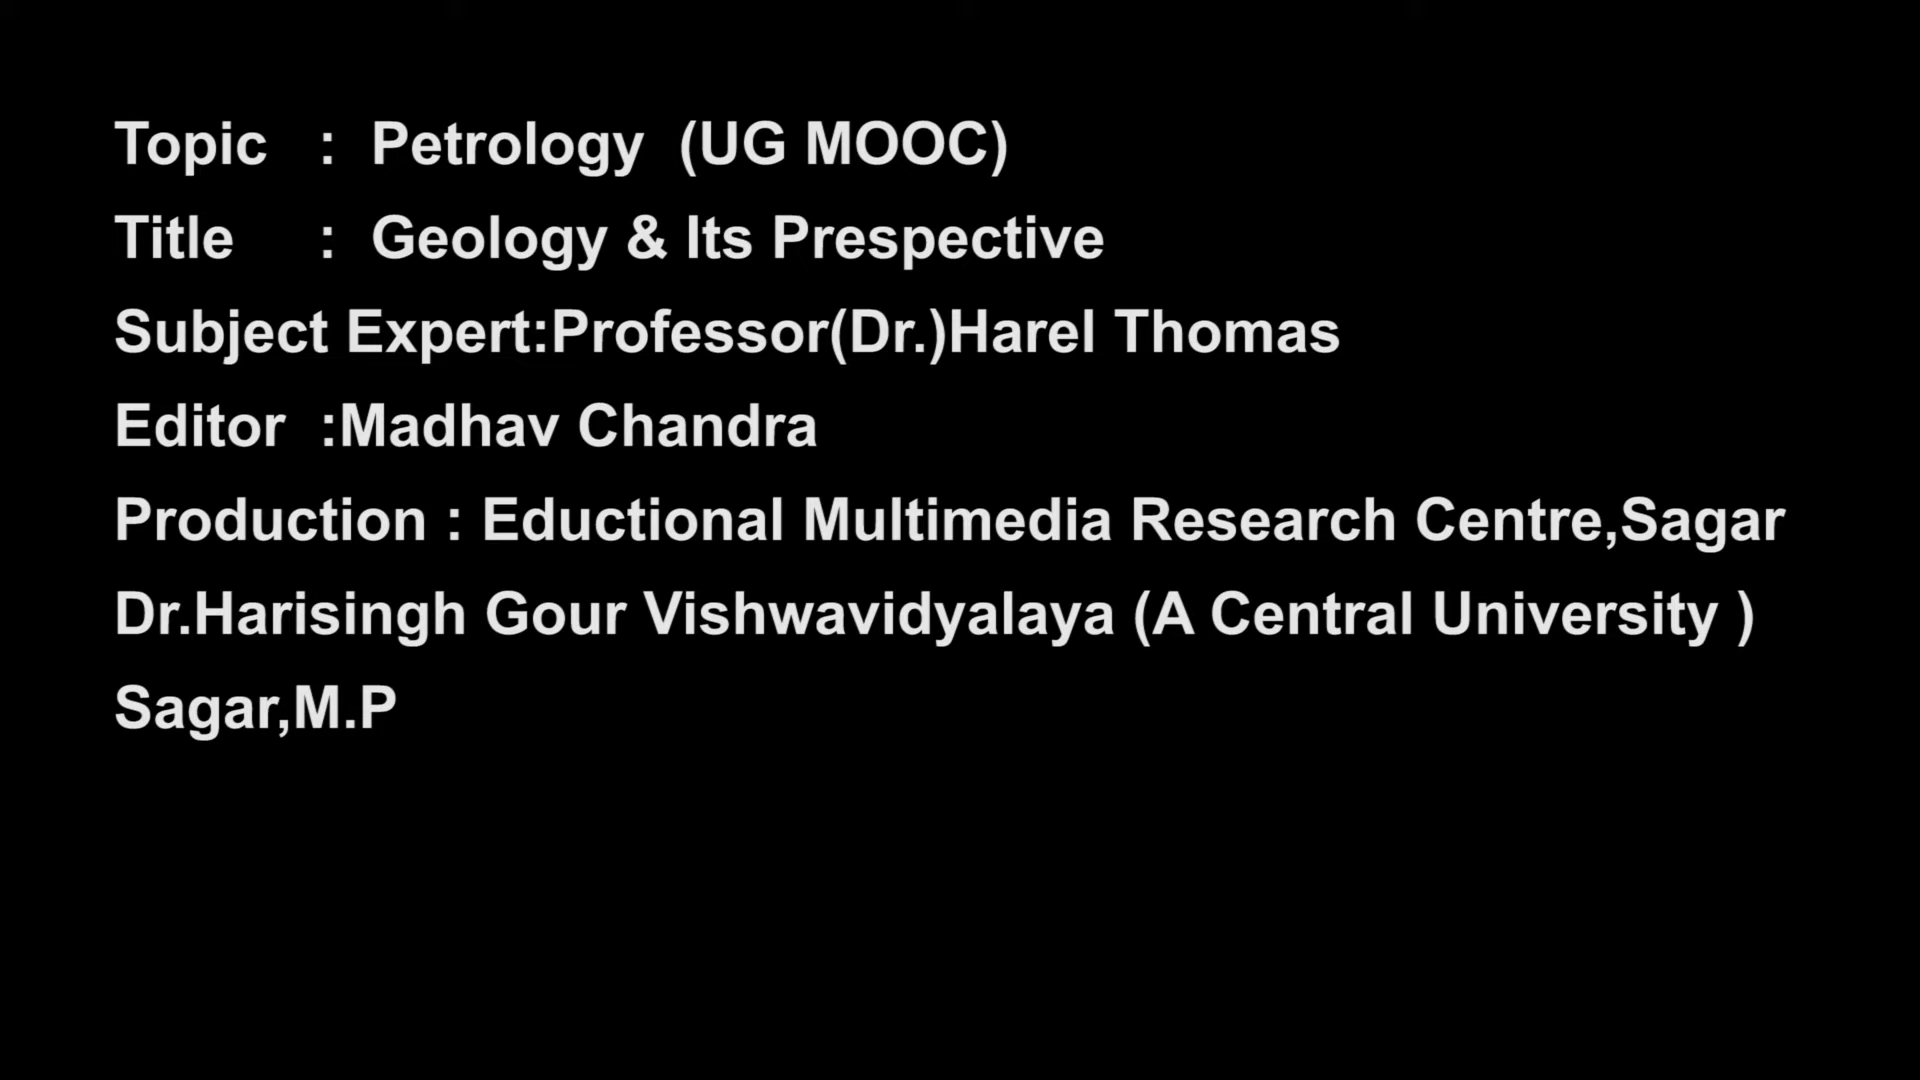 Topic : Petrology (UG MOOC)
Title : Geology & Its Prespective
Subject Expert:Professor(Dr.)Harel Thomas
Editor :Madhav Chandra
Production : Eductional Multimedia Research Centre,Sagar
Dr.Harisingh Gour Vishwavidyalaya (A Central University )
Sagar,M.P